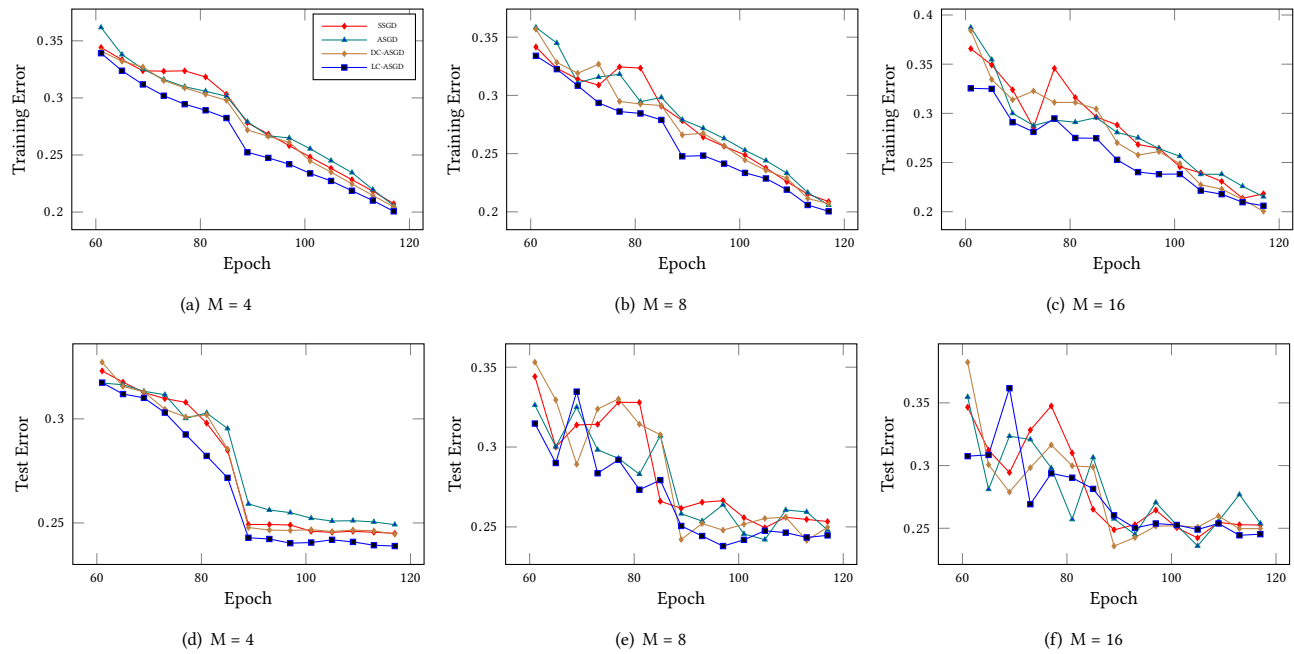 0.35
0.3
0.25
0.2
60
80
100
120
Training Error
Epoch
SSGD
ASGD
DC-ASGD
LC-ASGD
(a) M = 4
0.35
0.3
0.25
0.2
60
80
100
120
Training Error
Epoch
(b) M = 8
0.4
0.35
0.3
0.25
0.2
60
80
100
120
Training Error
Epoch
(c) M = 16
0.3
0.25
60
80
100
120
Test Error
Epoch
(d) M = 4
0.35
0.3
0.25
60
80
100
120
Test Error
Epoch
(e) M = 8
0.35
0.3
0.25
60
80
100
120
Test Error
Epoch
(f) M = 16